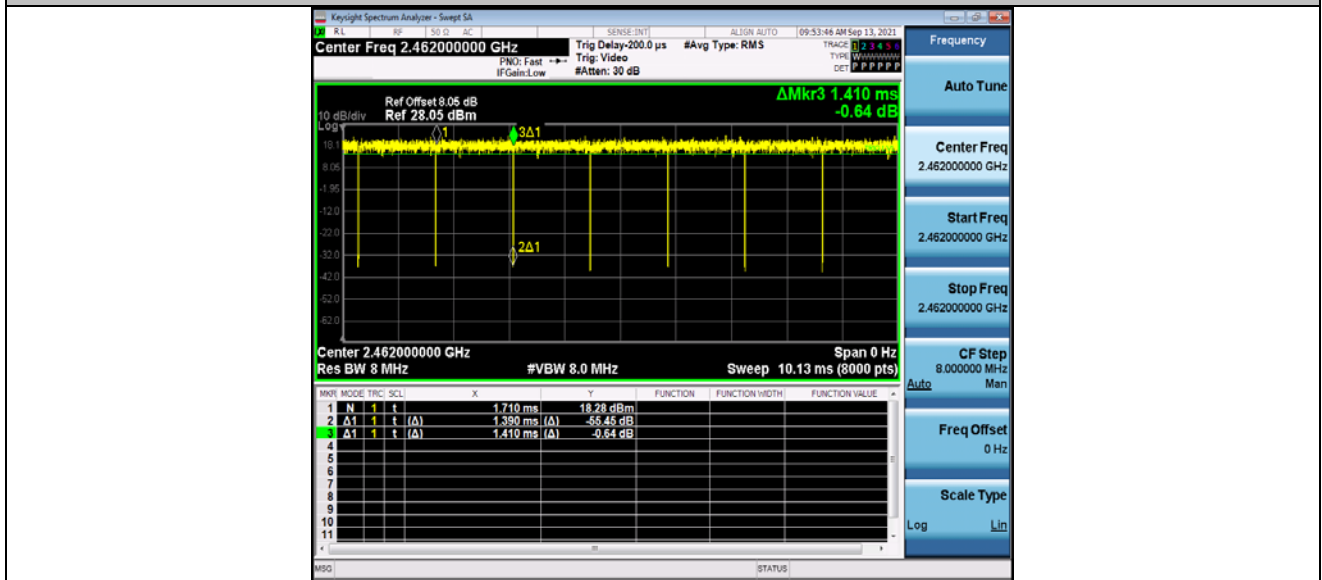 Keysight Spectrum Analyzer - Swept SA
LXI RL RF 50 Ω AC SENSE:INT ALIGN AUTO 09:53:46 AM Sep 13, 2021
Center Freq 2.462000000 GHz
Trig Delay-200.0 µs #Avg Type: RMS
TRACE 1 2 3 4 5 6
PNO: Fast Trig: Video
TYPE WWWWWW
IFGain:Low #Atten: 30 dB
DET P P P P P P
Frequency
ΔMkr3 1.410 ms
-0.64 dB
Ref Offset 8.05 dB
10 dB/div Ref 28.05 dBm
Log
1
3Δ1
2Δ1
18.1
8.05
-1.95
-12.0
-22.0
-32.0
-42.0
-52.0
-62.0
Center 2.462000000 GHz Span 0 Hz
Res BW 8 MHz #VBW 8.0 MHz Sweep 10.13 ms (8000 pts)
MKR MODE TRC SCL X Y FUNCTION FUNCTION WIDTH FUNCTION VALUE
1 N 1 t 1.710 ms 18.28 dBm
2 Δ1 1 t (Δ) 1.390 ms (Δ) -55.45 dB
3 Δ1 1 t (Δ) 1.410 ms (Δ) -0.64 dB
4
5
6
7
8
9
10
11
MSG STATUS
Auto Tune
Center Freq
2.462000000 GHz
Start Freq
2.462000000 GHz
Stop Freq
2.462000000 GHz
CF Step
8.000000 MHz
Auto Man
Freq Offset
0 Hz
Scale Type
Log Lin